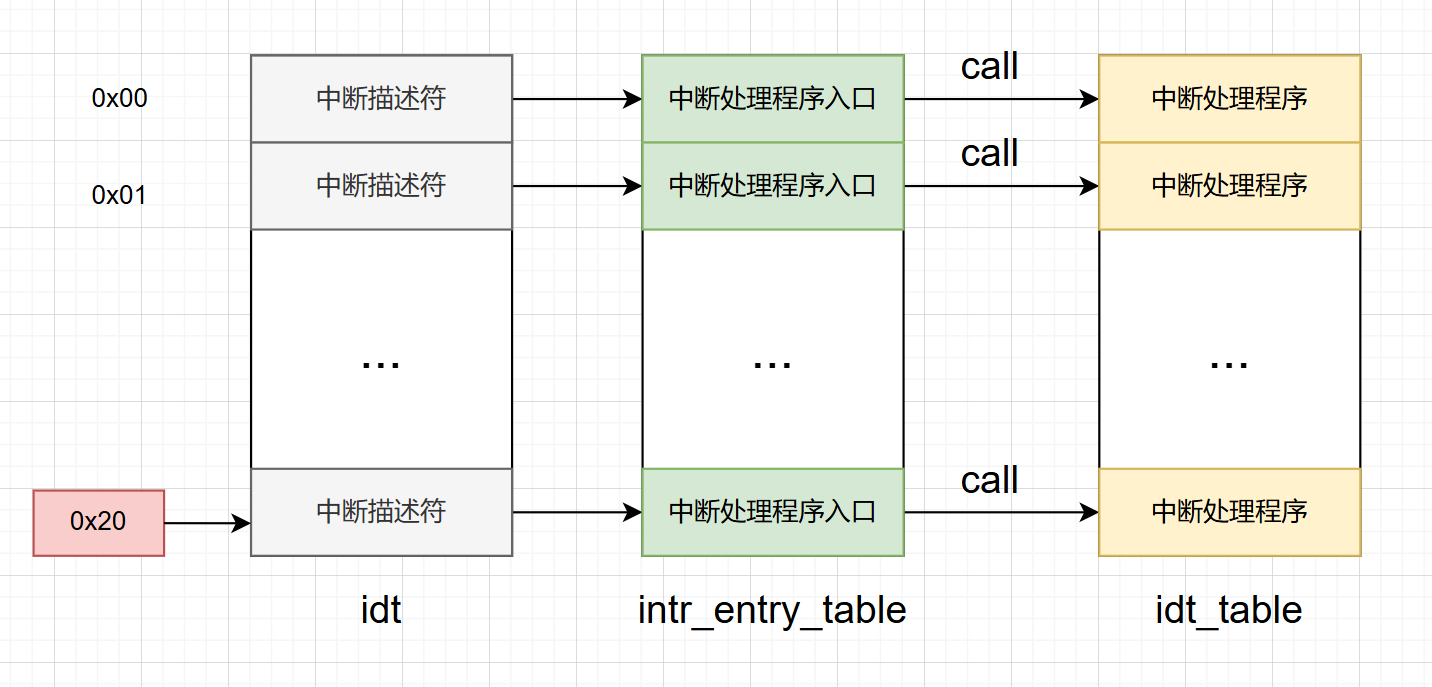 0x00
中断描述符
中断处理程序入口
call
中断处理程序
0x01
中断描述符
中断处理程序入口
call
中断处理程序
...
...
...
0x20
中断描述符
中断处理程序入口
call
中断处理程序
idt
intr_entry_table
idt_table